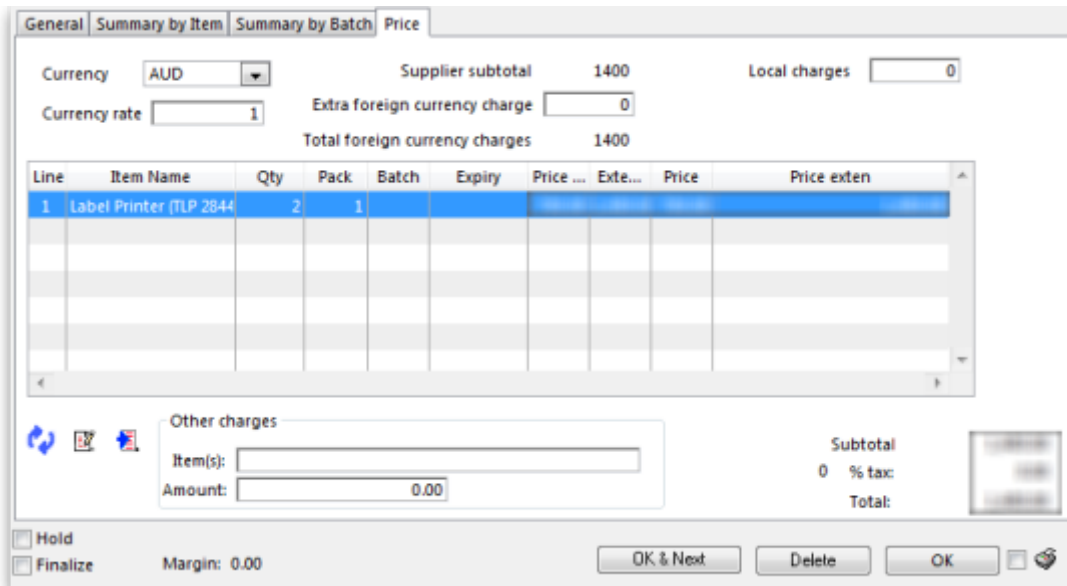 General Summary by Item Summary by Batch Price
Currency AUD Supplier subtotal 1400 Local charges 0
Currency rate 1 Extra foreign currency charge 0
Total foreign currency charges 1400
Line Item Name Qty Pack Batch Expiry Price ... Exte... Price Price exten
1 Label Printer (TLP 2844 2 1
Other charges
Item(s):
Amount: 0.00
Subtotal
0 % tax:
Total:
Hold
Finalize Margin: 0.00 OK & Next Delete OK